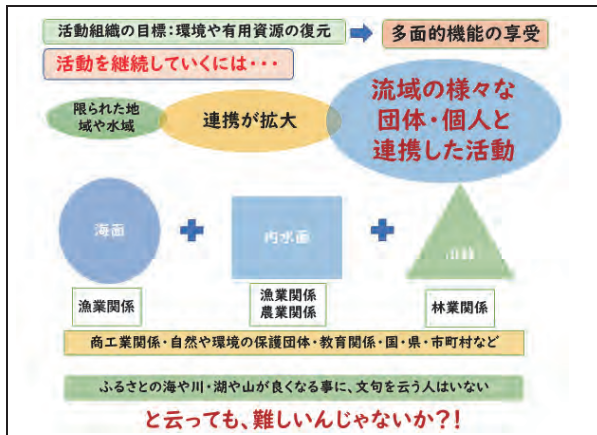 活動組織の目標：環境や有用資源の復元
多面的機能の享受
活動を継続していくには・・・
限られた地
域や水域
連携が拡大
流域の様々な
団体・個人と
連携した活動
海面
内水面
漁業関係
漁業関係
農業関係
林業関係
商工業関係・自然や環境の保護団体・教育関係・国・県・市町村など
ふるさとの海や川・湖や山が良くなる事に、文句を云う人はいない
と云っても、難しいんじゃないか？！